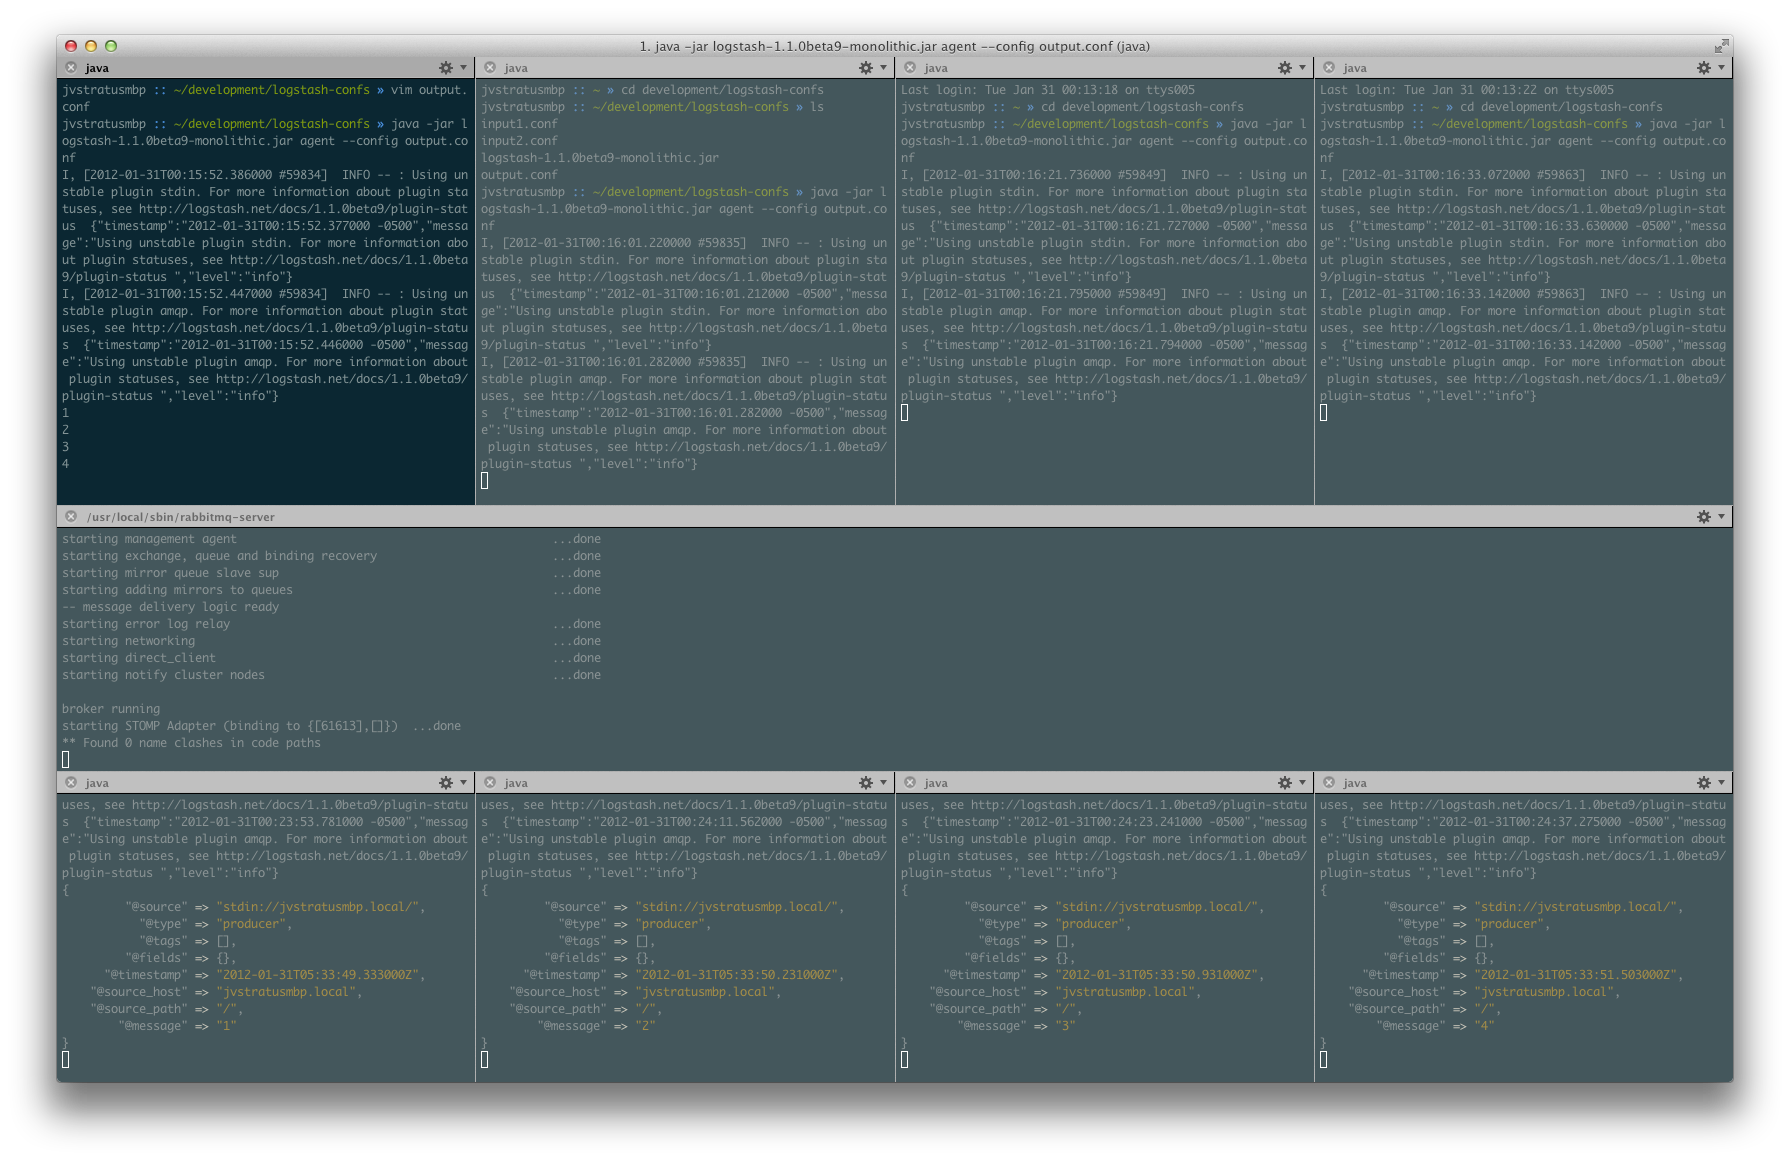 1. java -jar logstash-1.1.0beta9-monolithic.jar agent --config output.conf (java)
java
jvstratusmbp :: ~/development/logstash-confs » vim output.
conf
jvstratusmbp :: ~/development/logstash-confs » java -jar l
ogstash-1.1.0beta9-monolithic.jar agent --config output.co
nf
I, [2012-01-31T00:15:52.386000 #59834]  INFO -- : Using un
stable plugin stdin. For more information about plugin sta
tuses, see http://logstash.net/docs/1.1.0beta9/plugin-stat
us  {"timestamp":"2012-01-31T00:15:52.377000 -0500","messa
ge":"Using unstable plugin stdin. For more information abo
ut plugin statuses, see http://logstash.net/docs/1.1.0beta
9/plugin-status ","level":"info"}
I, [2012-01-31T00:15:52.447000 #59834]  INFO -- : Using un
stable plugin amqp. For more information about plugin stat
uses, see http://logstash.net/docs/1.1.0beta9/plugin-statu
s  {"timestamp":"2012-01-31T00:15:52.446000 -0500","messag
e":"Using unstable plugin amqp. For more information about
 plugin statuses, see http://logstash.net/docs/1.1.0beta9/
plugin-status ","level":"info"}
1
2
3
4
java
jvstratusmbp :: ~ » cd development/logstash-confs
jvstratusmbp :: ~/development/logstash-confs » ls
input1.conf
input2.conf
logstash-1.1.0beta9-monolithic.jar
output.conf
jvstratusmbp :: ~/development/logstash-confs » java -jar l
ogstash-1.1.0beta9-monolithic.jar agent --config output.co
nf
I, [2012-01-31T00:16:01.220000 #59835]  INFO -- : Using un
stable plugin stdin. For more information about plugin sta
tuses, see http://logstash.net/docs/1.1.0beta9/plugin-stat
us  {"timestamp":"2012-01-31T00:16:01.212000 -0500","messa
ge":"Using unstable plugin stdin. For more information abo
ut plugin statuses, see http://logstash.net/docs/1.1.0beta
9/plugin-status ","level":"info"}
I, [2012-01-31T00:16:01.282000 #59835]  INFO -- : Using un
stable plugin amqp. For more information about plugin stat
uses, see http://logstash.net/docs/1.1.0beta9/plugin-statu
s  {"timestamp":"2012-01-31T00:16:01.282000 -0500","messag
e":"Using unstable plugin amqp. For more information about
 plugin statuses, see http://logstash.net/docs/1.1.0beta9/
plugin-status ","level":"info"}
java
Last login: Tue Jan 31 00:13:18 on ttys005
jvstratusmbp :: ~ » cd development/logstash-confs
jvstratusmbp :: ~/development/logstash-confs » java -jar l
ogstash-1.1.0beta9-monolithic.jar agent --config output.co
nf
I, [2012-01-31T00:16:21.736000 #59849]  INFO -- : Using un
stable plugin stdin. For more information about plugin sta
tuses, see http://logstash.net/docs/1.1.0beta9/plugin-stat
us  {"timestamp":"2012-01-31T00:16:21.727000 -0500","messa
ge":"Using unstable plugin stdin. For more information abo
ut plugin statuses, see http://logstash.net/docs/1.1.0beta
9/plugin-status ","level":"info"}
I, [2012-01-31T00:16:21.795000 #59849]  INFO -- : Using un
stable plugin amqp. For more information about plugin stat
uses, see http://logstash.net/docs/1.1.0beta9/plugin-statu
s  {"timestamp":"2012-01-31T00:16:21.794000 -0500","messag
e":"Using unstable plugin amqp. For more information about
 plugin statuses, see http://logstash.net/docs/1.1.0beta9/
plugin-status ","level":"info"}
java
Last login: Tue Jan 31 00:13:22 on ttys005
jvstratusmbp :: ~ » cd development/logstash-confs
jvstratusmbp :: ~/development/logstash-confs » java -jar l
ogstash-1.1.0beta9-monolithic.jar agent --config output.co
nf
I, [2012-01-31T00:16:33.072000 #59863]  INFO -- : Using un
stable plugin stdin. For more information about plugin sta
tuses, see http://logstash.net/docs/1.1.0beta9/plugin-stat
us  {"timestamp":"2012-01-31T00:16:33.630000 -0500","messa
ge":"Using unstable plugin stdin. For more information abo
ut plugin statuses, see http://logstash.net/docs/1.1.0beta
9/plugin-status ","level":"info"}
I, [2012-01-31T00:16:33.142000 #59863]  INFO -- : Using un
stable plugin amqp. For more information about plugin stat
uses, see http://logstash.net/docs/1.1.0beta9/plugin-statu
s  {"timestamp":"2012-01-31T00:16:33.142000 -0500","messag
e":"Using unstable plugin amqp. For more information about
 plugin statuses, see http://logstash.net/docs/1.1.0beta9/
plugin-status ","level":"info"}
/usr/local/sbin/rabbitmq-server
starting management agent ...done
starting exchange, queue and binding recovery ...done
starting mirror queue slave sup ...done
starting adding mirrors to queues ...done
-- message delivery logic ready
starting error log relay ...done
starting networking ...done
starting direct_client ...done
starting notify cluster nodes ...done
broker running
starting STOMP Adapter (binding to {[61613],[]})  ...done
** Found 0 name clashes in code paths
java
uses, see http://logstash.net/docs/1.1.0beta9/plugin-statu
s  {"timestamp":"2012-01-31T00:23:53.781000 -0500","messag
e":"Using unstable plugin amqp. For more information about
 plugin statuses, see http://logstash.net/docs/1.1.0beta9/
plugin-status ","level":"info"}
{
"@source" => "stdin://jvstratusmbp.local/",
"@type" => "producer",
"@tags" => [],
"@fields" => {},
"@timestamp" => "2012-01-31T05:33:49.333000Z",
"@source_host" => "jvstratusmbp.local",
"@source_path" => "/",
"@message" => "1"
}
java
uses, see http://logstash.net/docs/1.1.0beta9/plugin-statu
s  {"timestamp":"2012-01-31T00:24:11.562000 -0500","messag
e":"Using unstable plugin amqp. For more information about
 plugin statuses, see http://logstash.net/docs/1.1.0beta9/
plugin-status ","level":"info"}
{
"@source" => "stdin://jvstratusmbp.local/",
"@type" => "producer",
"@tags" => [],
"@fields" => {},
"@timestamp" => "2012-01-31T05:33:50.231000Z",
"@source_host" => "jvstratusmbp.local",
"@source_path" => "/",
"@message" => "2"
}
java
uses, see http://logstash.net/docs/1.1.0beta9/plugin-statu
s  {"timestamp":"2012-01-31T00:24:23.241000 -0500","messag
e":"Using unstable plugin amqp. For more information about
 plugin statuses, see http://logstash.net/docs/1.1.0beta9/
plugin-status ","level":"info"}
{
"@source" => "stdin://jvstratusmbp.local/",
"@type" => "producer",
"@tags" => [],
"@fields" => {},
"@timestamp" => "2012-01-31T05:33:50.931000Z",
"@source_host" => "jvstratusmbp.local",
"@source_path" => "/",
"@message" => "3"
}
java
uses, see http://logstash.net/docs/1.1.0beta9/plugin-statu
s  {"timestamp":"2012-01-31T00:24:37.275000 -0500","messag
e":"Using unstable plugin amqp. For more information about
 plugin statuses, see http://logstash.net/docs/1.1.0beta9/
plugin-status ","level":"info"}
{
"@source" => "stdin://jvstratusmbp.local/",
"@type" => "producer",
"@tags" => [],
"@fields" => {},
"@timestamp" => "2012-01-31T05:33:51.503000Z",
"@source_host" => "jvstratusmbp.local",
"@source_path" => "/",
"@message" => "4"
}